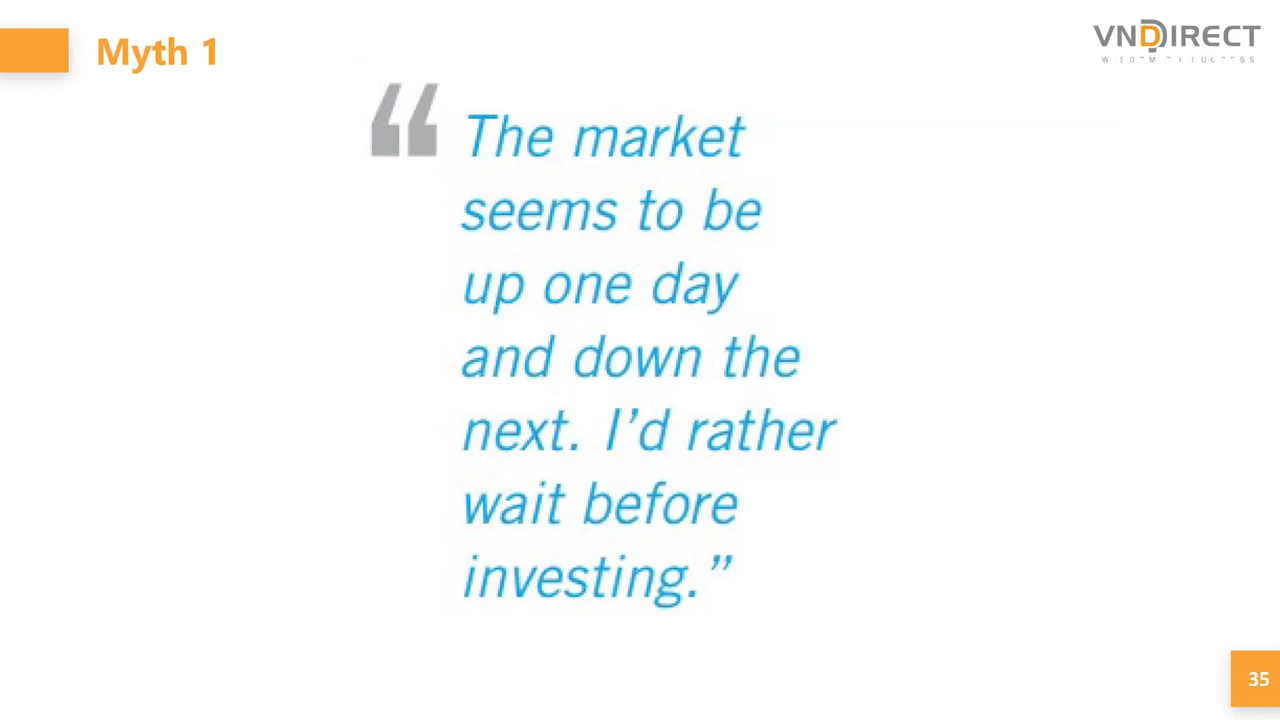 Myth 1
VNDIRECT
“ The market
seems to be
up one day
and down the
next. I’d rather
wait before
investing.”
35